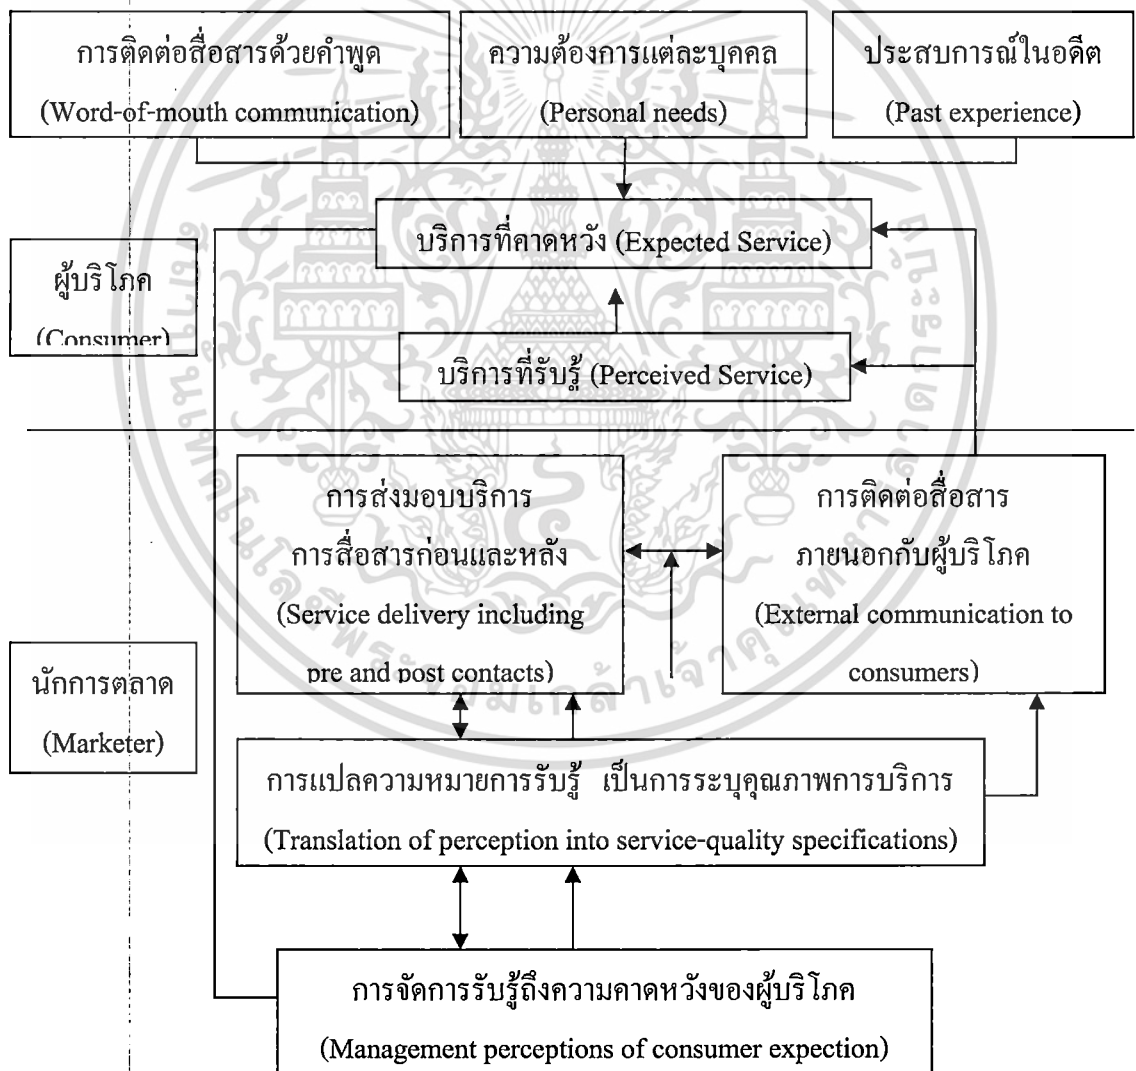 การติดต่อสื่อสารด้วยคำพูด
(Word-of-mouth communication)
ความต้องการแต่ละบุคคล
(Personal needs)
ประสบการณ์ในอดีต
(Past experience)
บริการที่คาดหวัง (Expected Service)
ผู้บริโภค
(Consumer)
บริการที่รับรู้ (Perceived Service)
การส่งมอบบริการ
การสื่อสารก่อนและหลัง
(Service delivery including
pre and post contacts)
การติดต่อสื่อสาร
ภายนอกกับผู้บริโภค
(External communication to
consumers)
นักการตลาด
(Marketer)
การแปลความหมายการรับรู้ เป็นการระบุคุณภาพการบริการ
(Translation of perception into service-quality specifications)
การจัดการรับรู้ถึงความคาดหวังของผู้บริโภค
(Management perceptions of consumer expection)